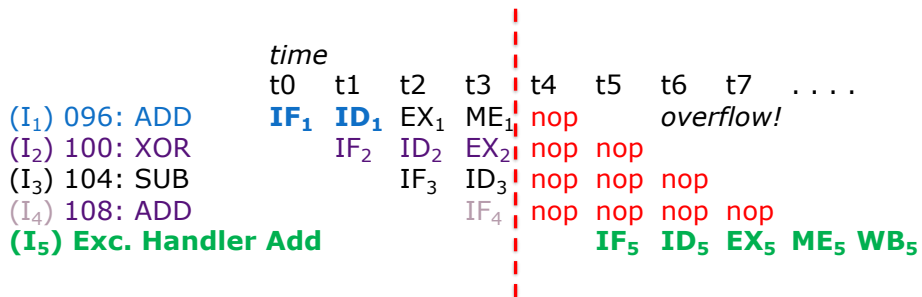 time
t0 t1 t2 t3 t4 t5 t6 t7 . . . .
(I₁) 096: ADD IF₁ ID₁ EX₁ ME₁ nop overflow!
(I₂) 100: XOR IF₂ ID₂ EX₂ nop nop
(I₃) 104: SUB IF₃ ID₃ nop nop nop
(I₄) 108: ADD IF₄ nop nop nop nop
(I₅) Exc. Handler Add IF₅ ID₅ EX₅ ME₅ WB₅